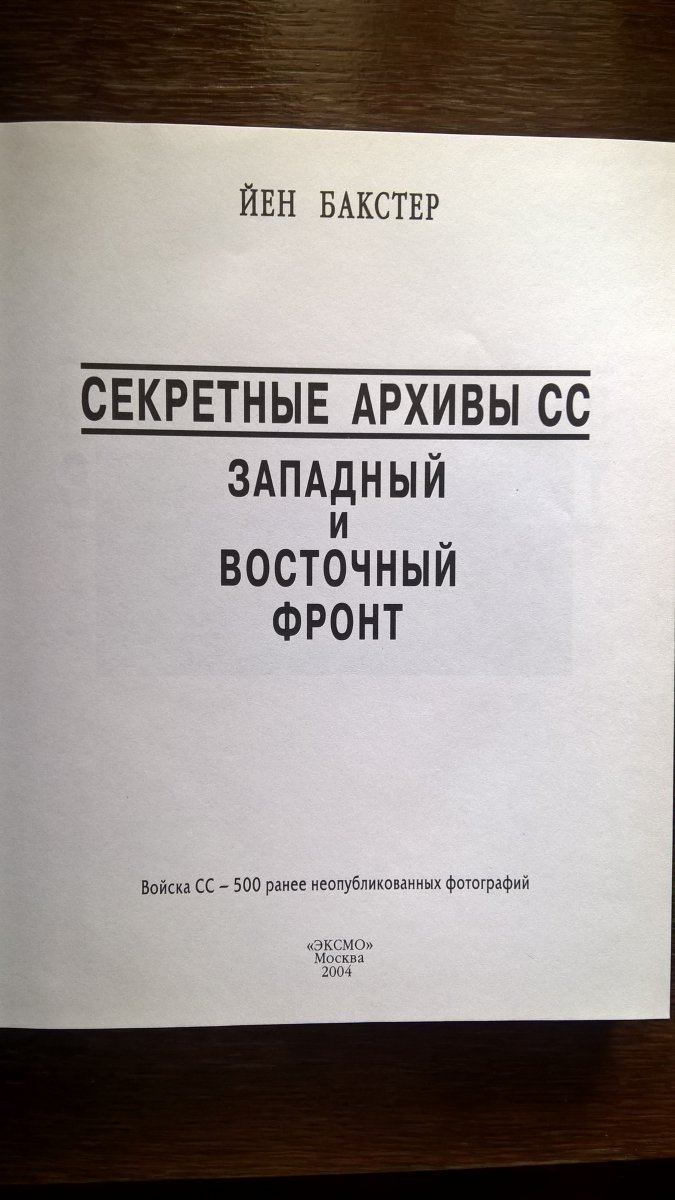 ЙЕН БАКСТЕР
СЕКРЕТНЫЕ АРХИВЫ СС
ЗАПАДНЫЙ
И
ВОСТОЧНЫЙ
ФРОНТ
Войска СС – 500 ранее неопубликованных фотографий
«ЭКСМО»
Москва
2004